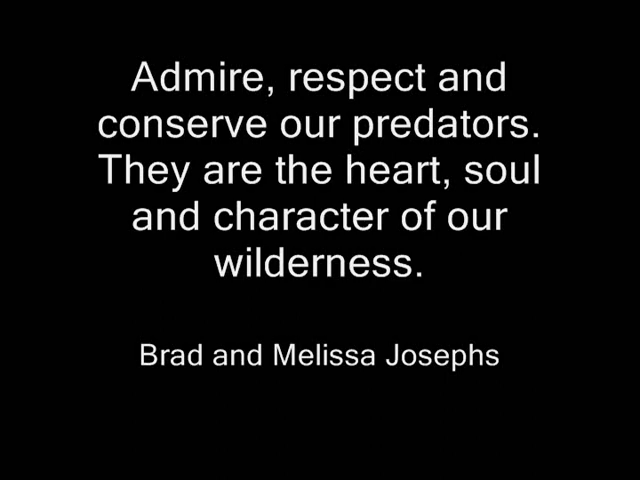 Admire, respect and
conserve our predators.
They are the heart, soul
and character of our
wilderness.
Brad and Melissa Josephs